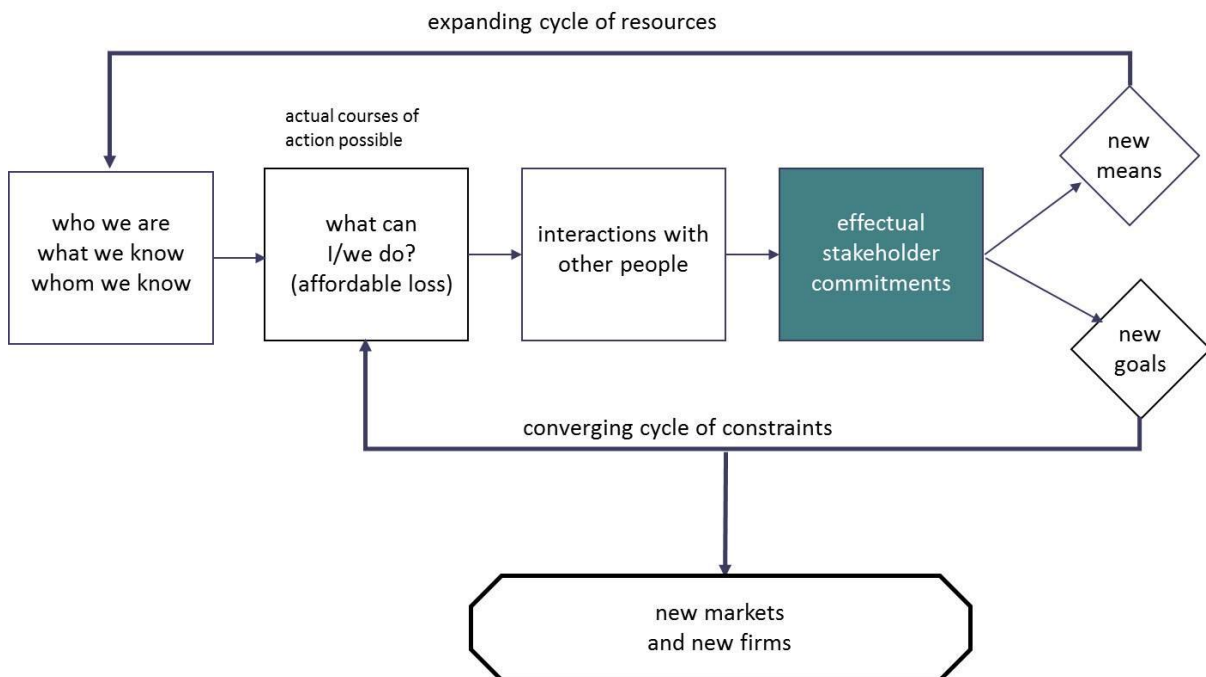 expanding cycle of resources
actual courses of
action possible
who we are
what we know
whom we know
what can
I/we do?
(affordable loss)
interactions with
other people
effectual
stakeholder
commitments
new
means
new
goals
converging cycle of constraints
new markets
and new firms